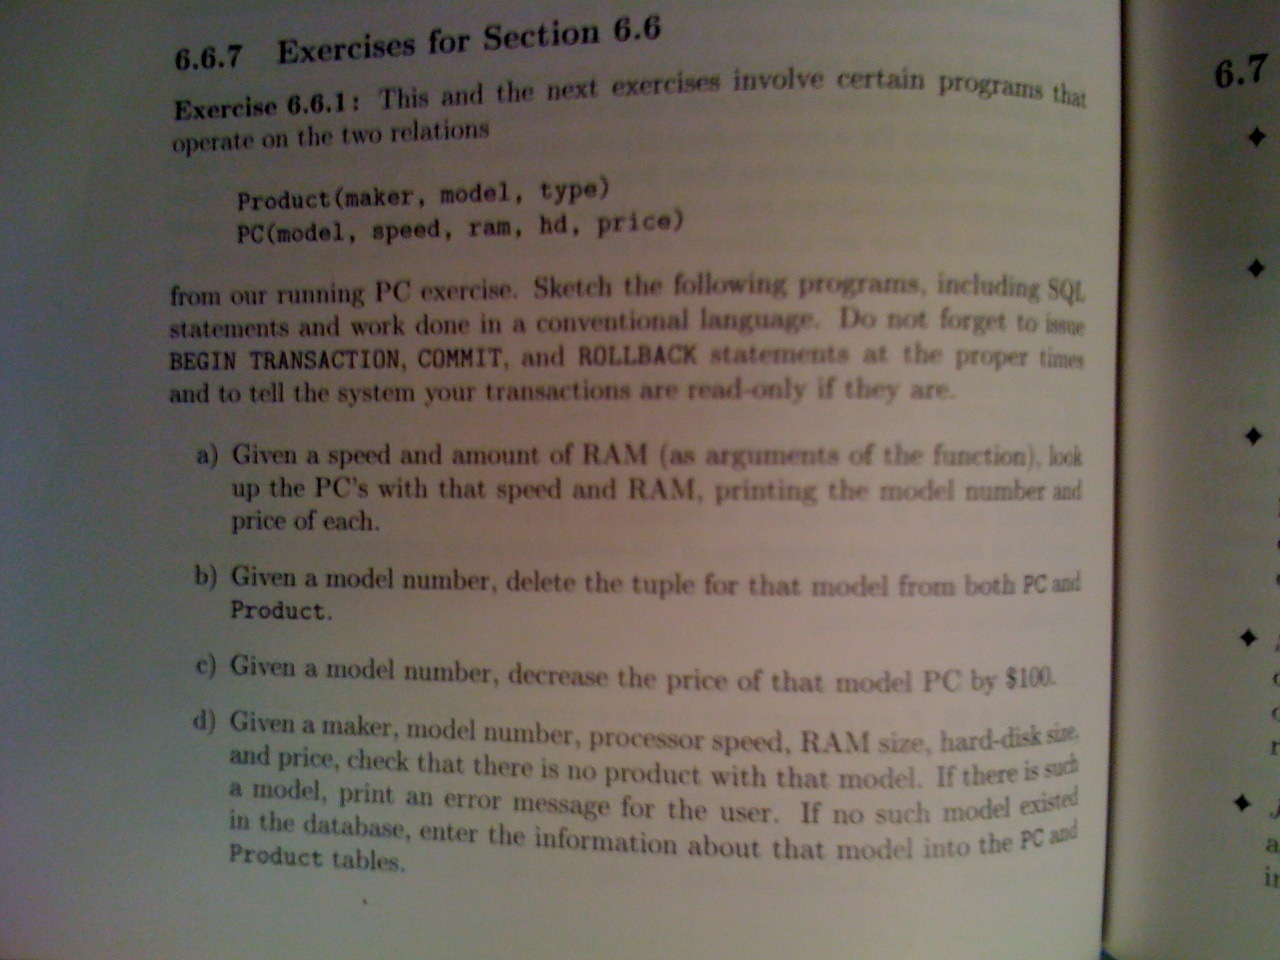 6.6.7 Exercises for Section 6.6
6.7
Exercise 6.6.1: This and the next exercises involve certain programs that
operate on the two relations
Product(maker, model, type)
PC(model, speed, ram, hd, price)
from our running PC exercise. Sketch the following programs, including SQL
statements and work done in a conventional language. Do not forget to issue
BEGIN TRANSACTION, COMMIT, and ROLLBACK statements at the proper times
and to tell the system your transactions are read-only if they are.
a) Given a speed and amount of RAM (as arguments of the function), look
up the PC's with that speed and RAM, printing the model number and
price of each.
b) Given a model number, delete the tuple for that model from both PC and
Product.
c) Given a model number, decrease the price of that model PC by $100.
d) Given a maker, model number, processor speed, RAM size, hard-disk size,
and price, check that there is no product with that model. If there is such
a model, print an error message for the user. If no such model existed
in the database, enter the information about that model into the PC and
Product tables.